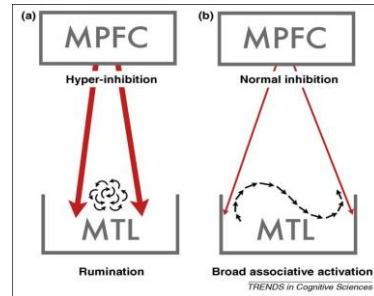 (a)
MPFC
Hyper-inhibition
MTL
Rumination
(b)
MPFC
Normal inhibition
MTL
Broad associative activation
TRENDS in Cognitive Sciences